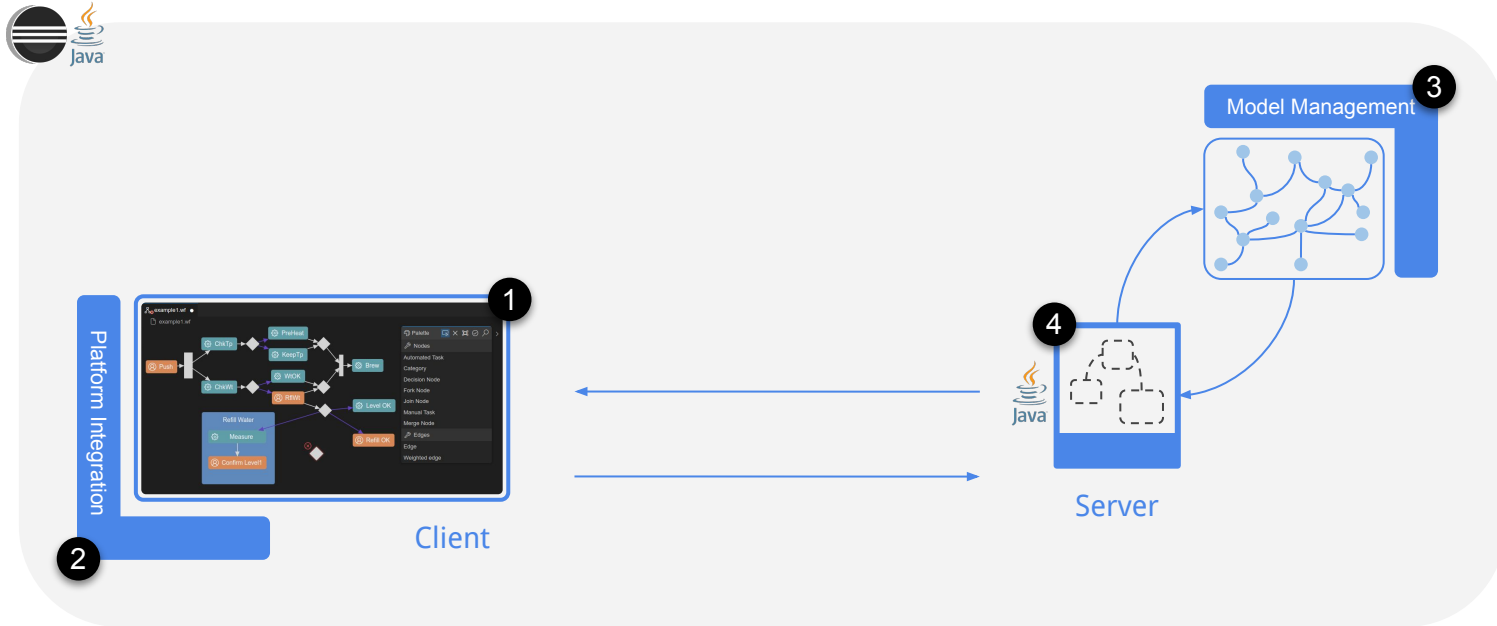 Java
3
Model Management
1
example1.wf
example1.wf
Palette
Nodes
Automated Task
Category
Decision Node
Fork Node
Join Node
Manual Task
Merge Node
Edges
Edge
Weighted edge
Push
ChkTp
PreHeat
KeepTp
Brew
ChkWt
WtOK
RflWt
Level OK
Refill OK
Refill Water
Measure
Confirm Level1
Platform Integration
2
Client
4
Java
Server